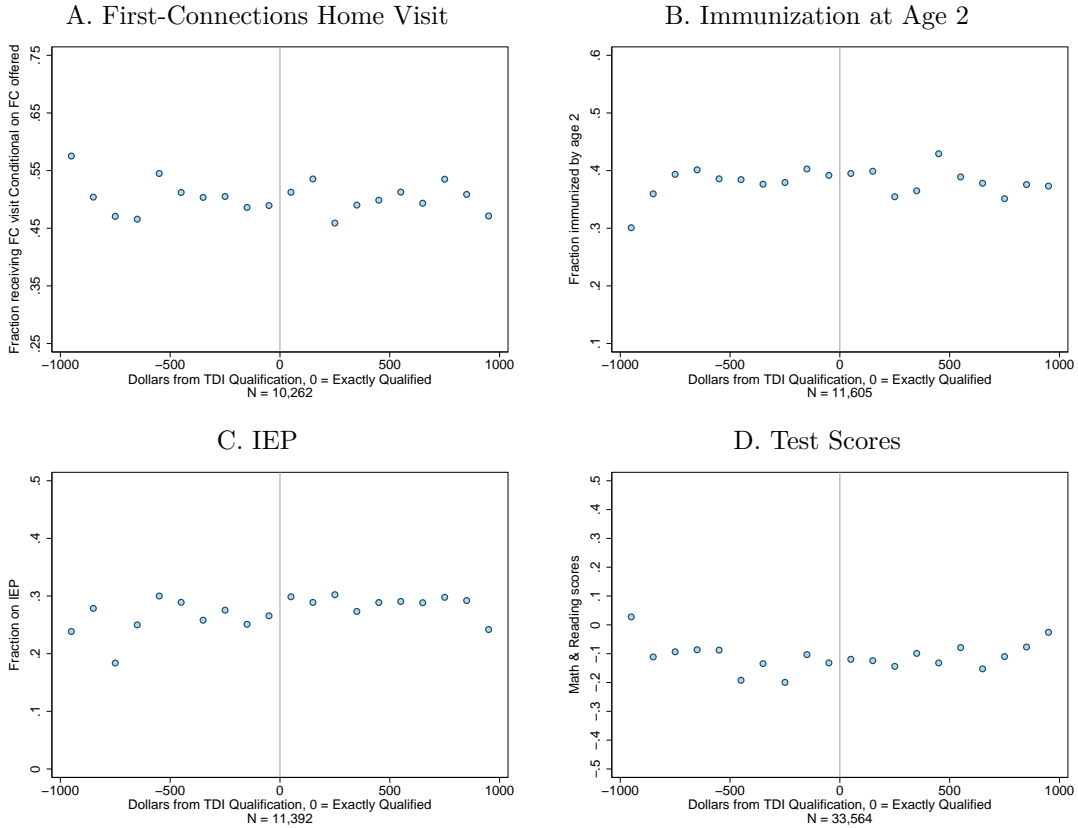 A. First-Connections Home Visit
Fraction receiving FC visit Conditional on FC offered
.75
.65
.55
.45
.35
.25
−1000 −500 0 500 1000
Dollars from TDI Qualification, 0 = Exactly Qualified
N = 10,262
B. Immunization at Age 2
Fraction immunized by age 2
.6
.5
.4
.3
.2
.1
−1000 −500 0 500 1000
Dollars from TDI Qualification, 0 = Exactly Qualified
N = 11,605
C. IEP
Fraction on IEP
.5
.4
.3
.2
.1
0
−1000 −500 0 500 1000
Dollars from TDI Qualification, 0 = Exactly Qualified
N = 11,392
D. Test Scores
Math & Reading scores
.5
.4
.3
.2
.1
0
−.1
−.2
−.3
−.4
−.5
−1000 −500 0 500 1000
Dollars from TDI Qualification, 0 = Exactly Qualified
N = 33,564